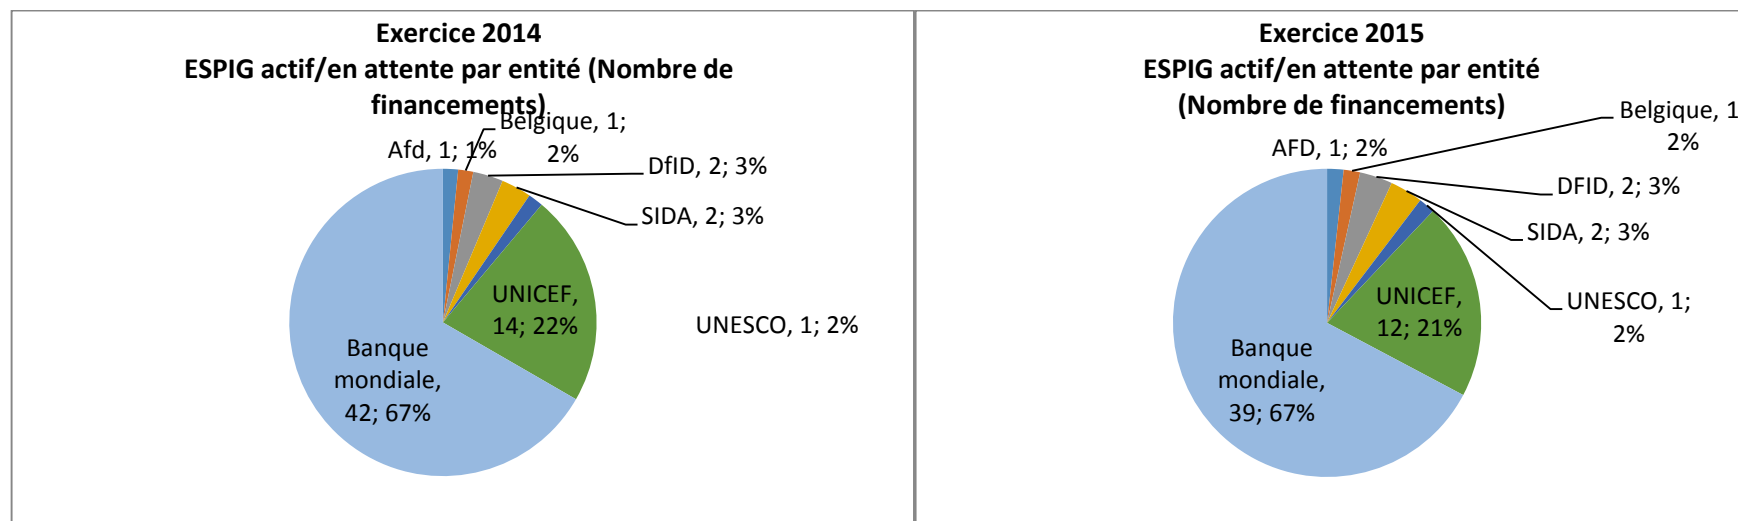 Exercice 2014
ESPIG actif/en attente par entité (Nombre de
financements)
Afd, 1; 1%
Belgique, 1;
2%
DfID, 2; 3%
SIDA, 2; 3%
UNESCO, 1; 2%
UNICEF,
14; 22%
Banque
mondiale,
42; 67%
Exercice 2015
ESPIG actif/en attente par entité
(Nombre de financements)
AFD, 1; 2%
Belgique, 1
2%
DFID, 2; 3%
SIDA, 2; 3%
UNESCO, 1;
2%
UNICEF,
12; 21%
Banque
mondiale,
39; 67%